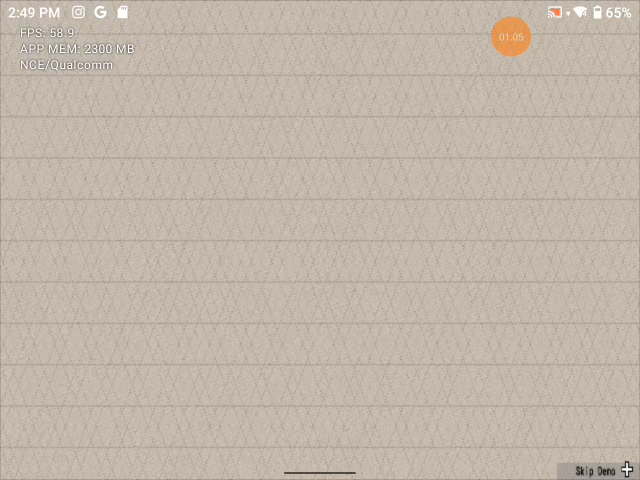 2:49 PM
65%
FPS: 58.9
APP MEM: 2300 MB
NCE/Qualcomm
01:05
Skip Demo